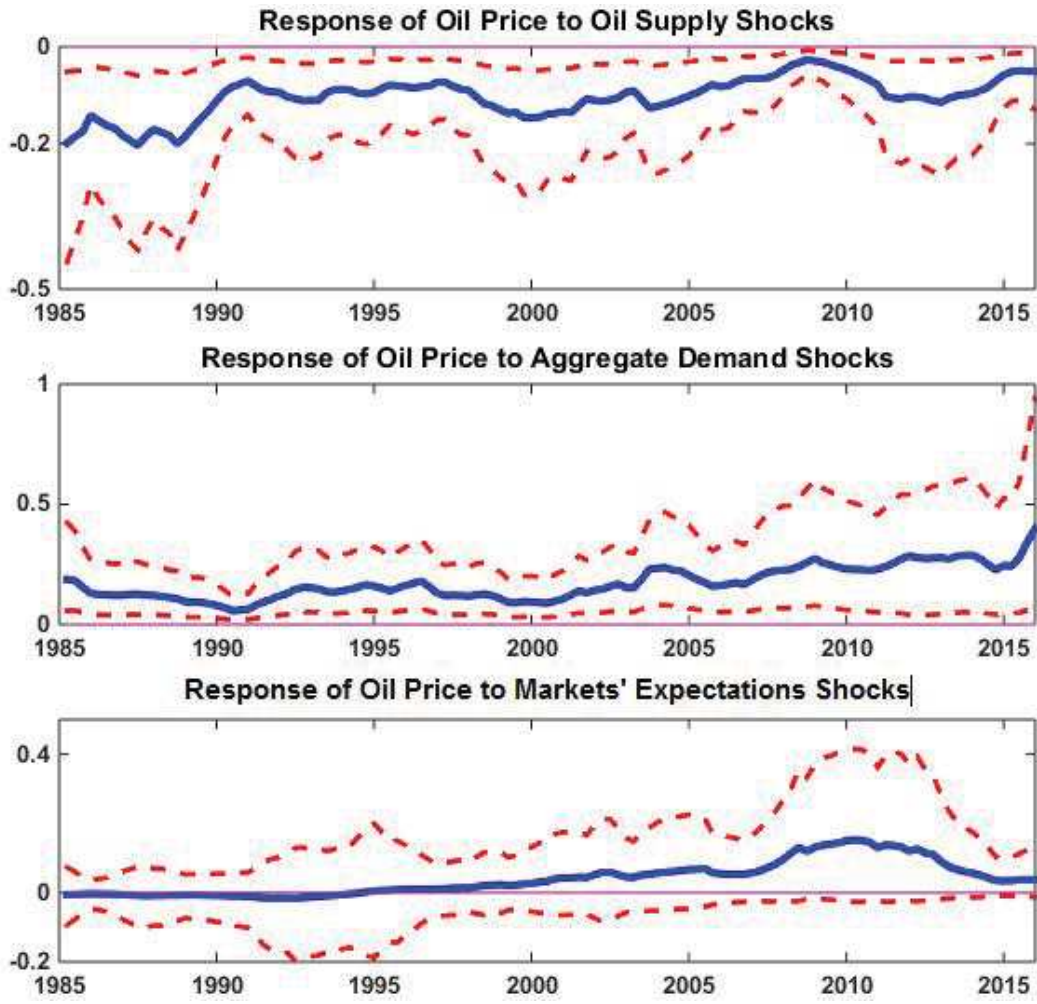 Response of Oil Price to Oil Supply Shocks
0
-0.2
-0.5
1985 1990 1995 2000 2005 2010 2015
Response of Oil Price to Aggregate Demand Shocks
1
0.5
0
1985 1990 1995 2000 2005 2010 2015
Response of Oil Price to Markets' Expectations Shocks
0.4
0
-0.2
1985 1990 1995 2000 2005 2010 2015